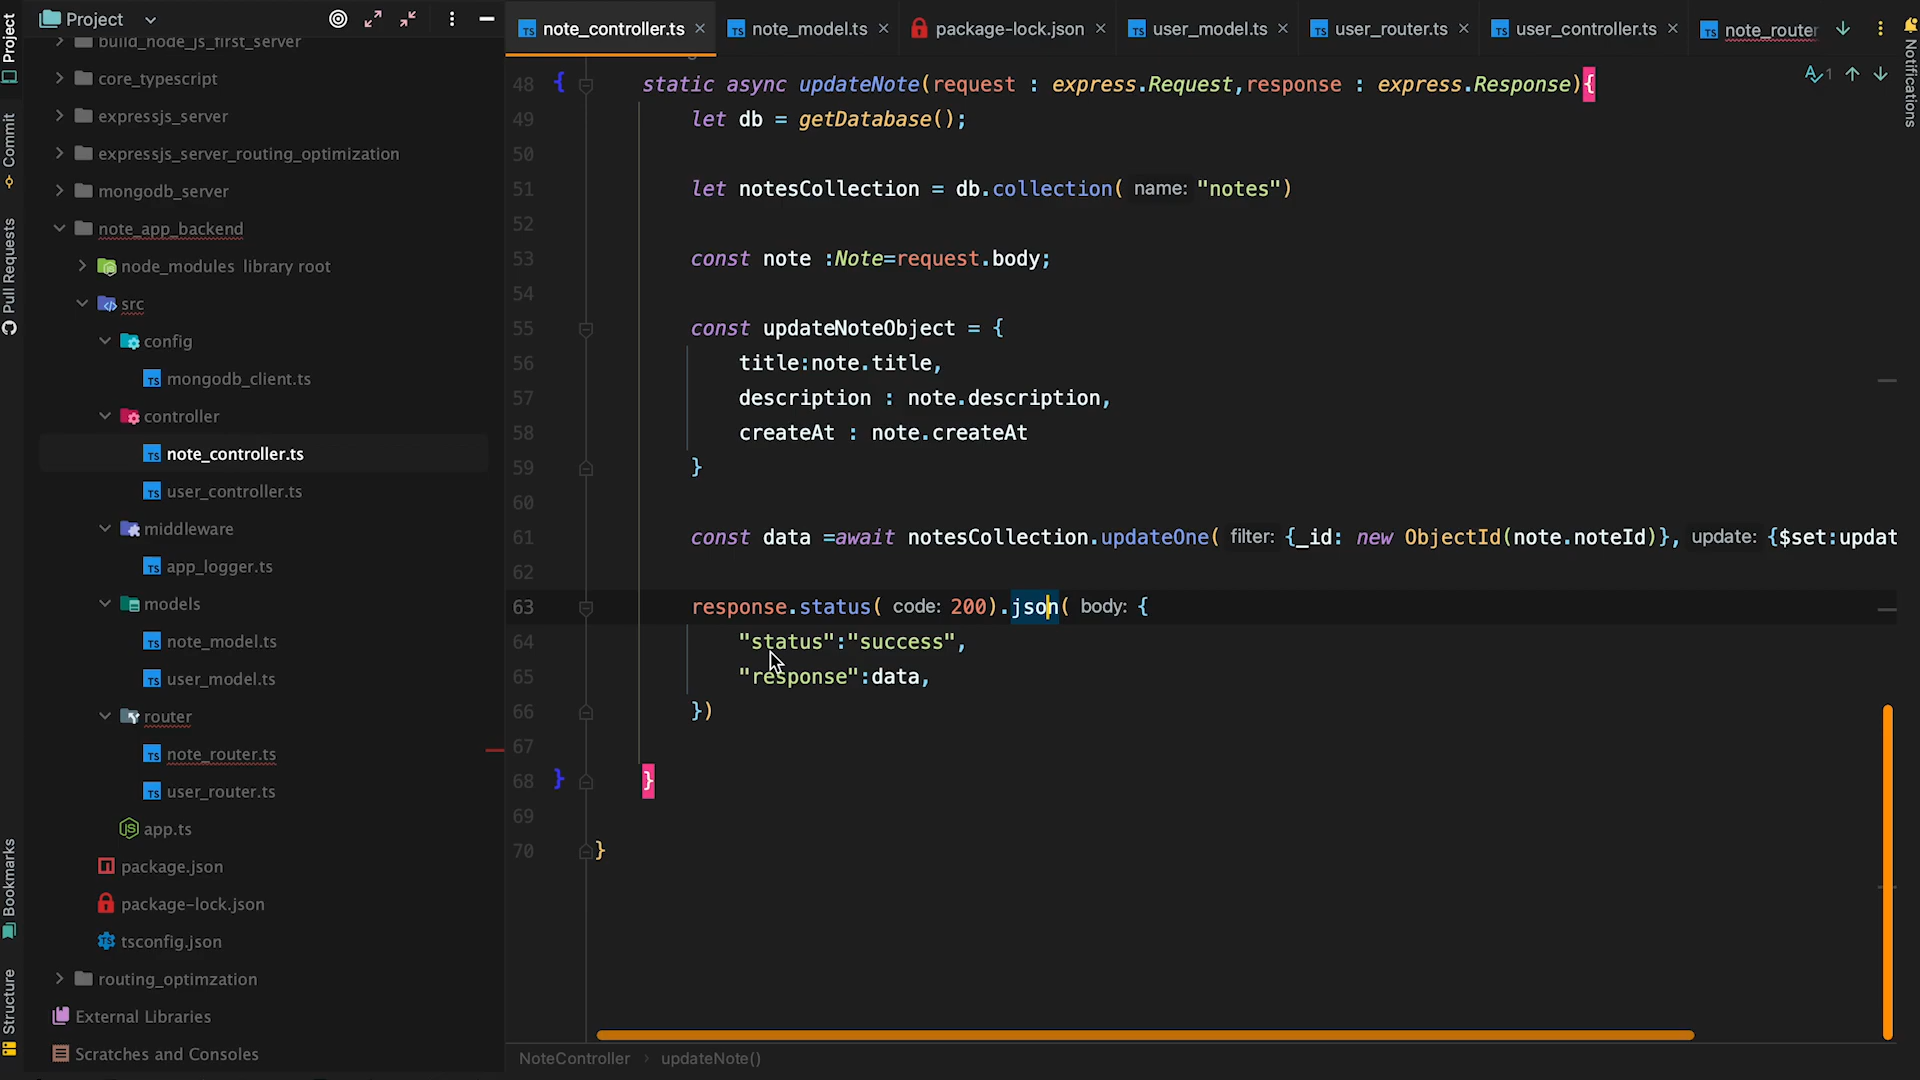 Project
build_node_js_first_server
core_typescript
expressjs_server
expressjs_server_routing_optimization
mongodb_server
note_app_backend
node_modules library root
src
config
mongodb_client.ts
controller
note_controller.ts
user_controller.ts
middleware
app_logger.ts
models
note_model.ts
user_model.ts
router
note_router.ts
user_router.ts
app.ts
package.json
package-lock.json
tsconfig.json
routing_optimzation
External Libraries
Scratches and Consoles
Project
Commit
Pull Requests
Bookmarks
Structure
note_controller.ts
note_model.ts
package-lock.json
user_model.ts
user_router.ts
user_controller.ts
note_router
48 { static async updateNote(request : express.Request,response : express.Response){
49 let db = getDatabase();
50
51 let notesCollection = db.collection( name: "notes")
52
53 const note :Note=request.body;
54
55 const updateNoteObject = {
56 title:note.title,
57 description : note.description,
58 createAt : note.createAt
59 }
60
61 const data =await notesCollection.updateOne( filter: {_id: new ObjectId(note.noteId)}, update: {$set:updat
62
63 response.status( code: 200).json( body: {
64 "status":"success",
65 "response":data,
66 })
67
68 } }
69
70 }
1
Notifications
NoteController > updateNote()